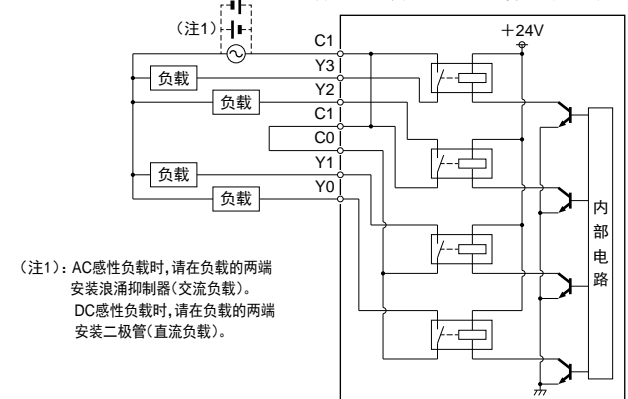 (注1)
C1
+24V
Y3
负载
Y2
负载
C1
C0
Y1
负载
Y0
负载
内部电路
(注1):AC感性负载时,请在负载的两端
安装浪涌抑制器(交流负载)。
DC感性负载时,请在负载的两端
安装二极管(直流负载)。